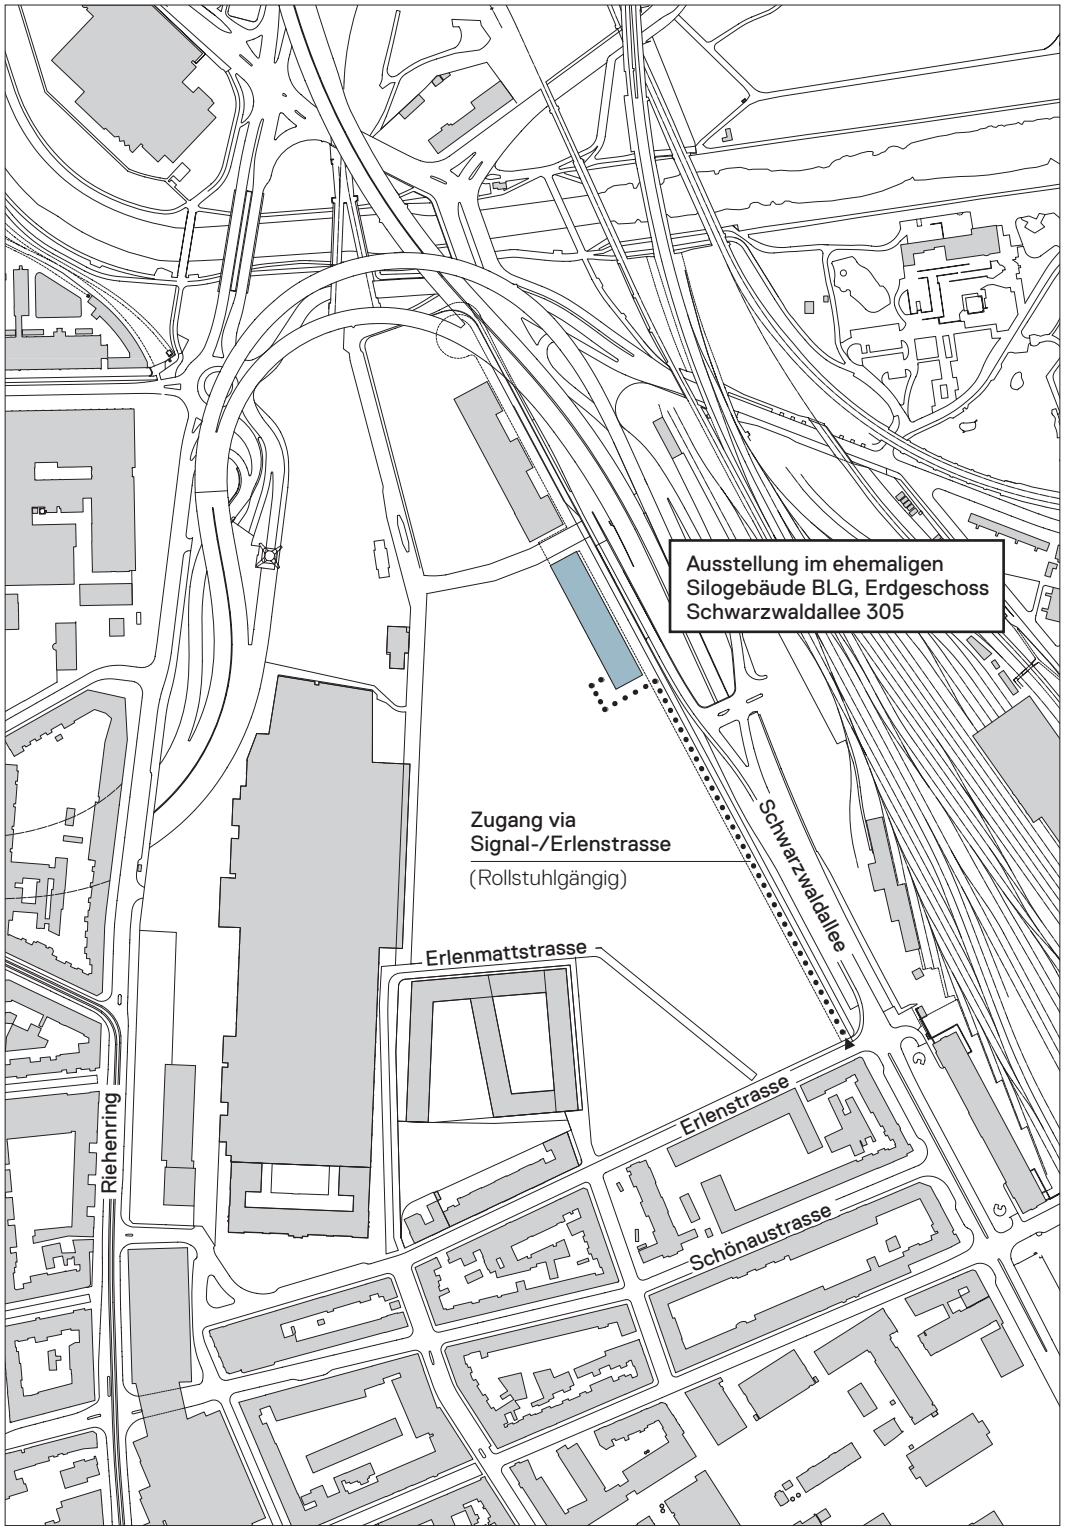 Ausstellung im ehemaligen
Silogebäude BLG, Erdgeschoss
Schwarzwaldallee 305
Zugang via
Signal-/Erlenstrasse
(Rollstuhlgängig)
Schwarzwaldallee
Erlenmattstrasse
Riehenring
Erlenstrasse
Schönaustrasse